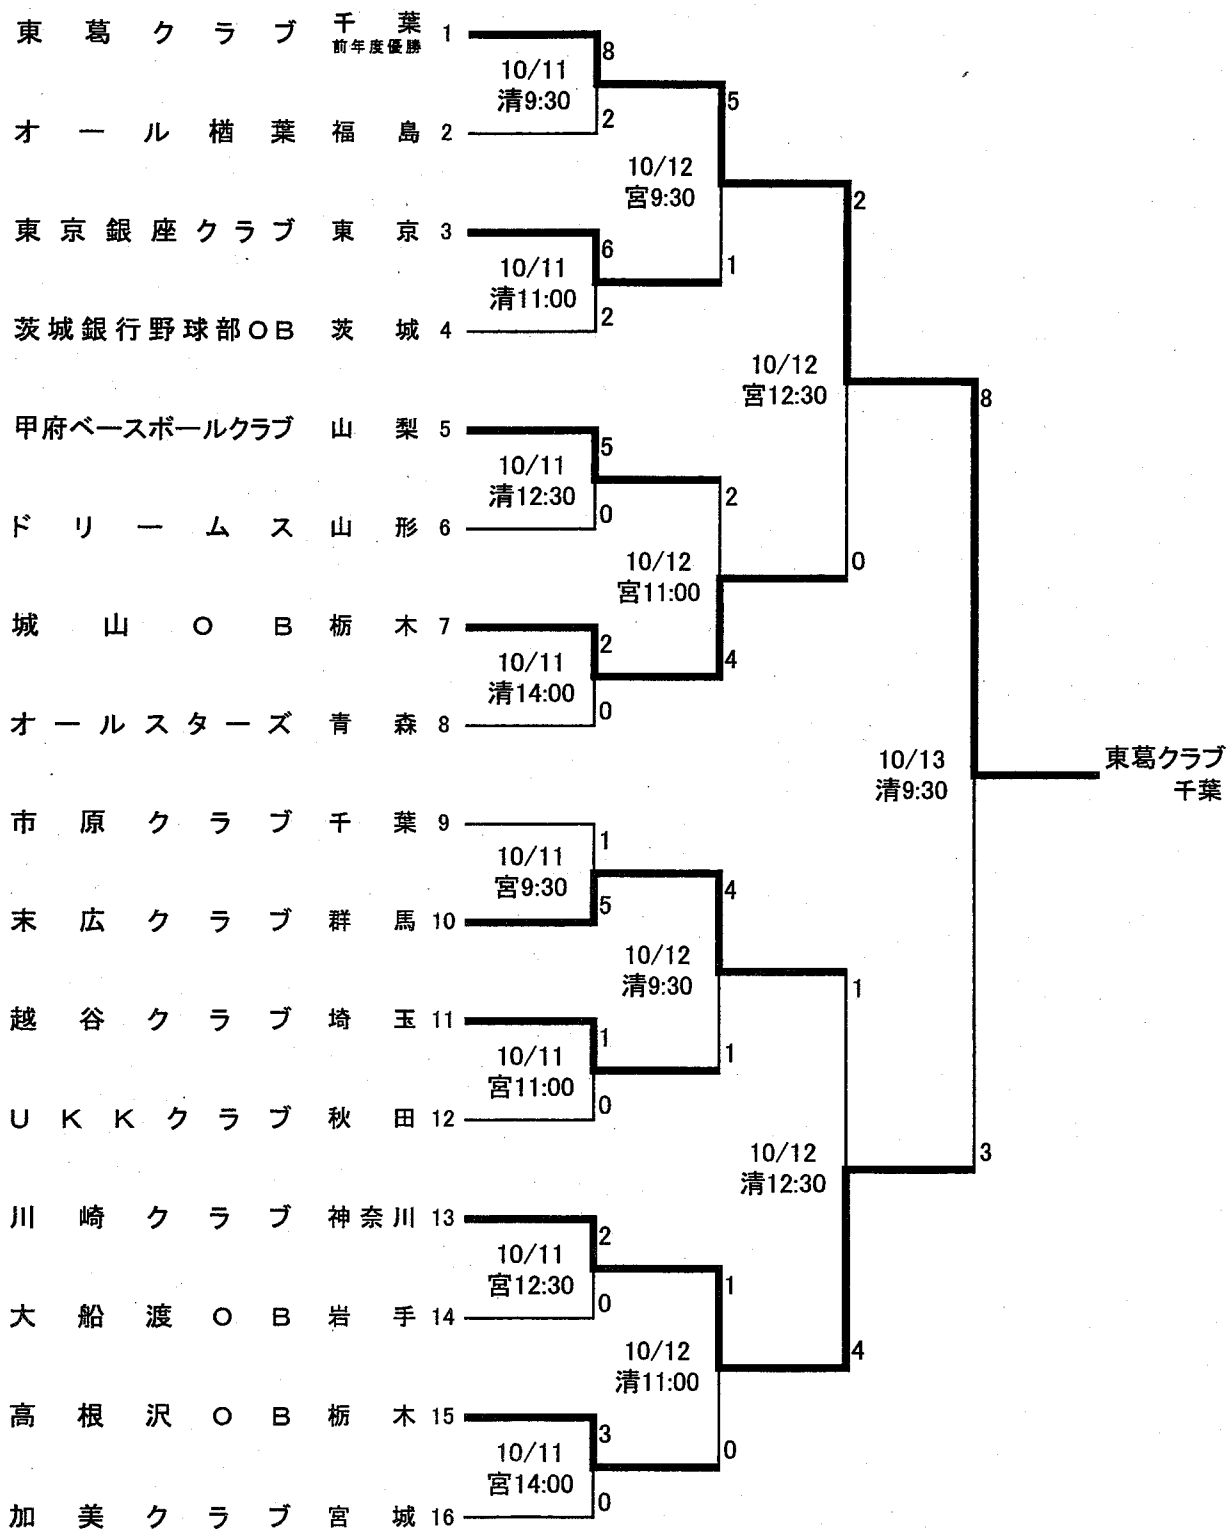 東葛クラブ 千葉 1
前年度優勝
8
10/11
清9:30
5
オール楢葉 福島 2
2
10/12
宮9:30
2
東京銀座クラブ 東京 3
6
1
10/11
清11:00
茨城銀行野球部OB 茨城 4
2
10/12
宮12:30
8
甲府ベースボールクラブ 山梨 5
5
10/11
清12:30
2
ドリームス 山形 6
0
10/12
宮11:00
0
城山OB 栃木 7
2
4
10/11
清14:00
オールスターズ 青森 8
0
10/13
清9:30
東葛クラブ
千葉
市原クラブ 千葉 9
1
10/11
宮9:30
4
末広クラブ 群馬 10
5
10/12
清9:30
1
越谷クラブ 埼玉 11
1
1
10/11
宮11:00
UKKクラブ 秋田 12
0
10/12
清12:30
3
川崎クラブ 神奈川 13
2
10/11
宮12:30
1
大船渡OB 岩手 14
0
10/12
清11:00
4
高根沢OB 栃木 15
3
0
10/11
宮14:00
加美クラブ 宮城 16
0